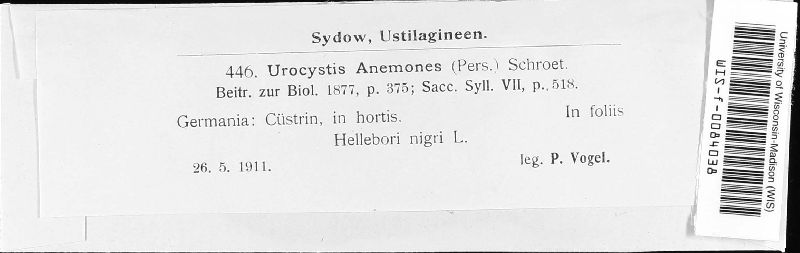 Sydow, Ustilagineen.
446. Urocystis Anemones (Pers.) Schroet.
Beitr. zur Biol. 1877, p. 375; Sacc. Syll. VII, p. 518.
Germania: Cüstrin, in hortis. In foliis
Hellebori nigri L.
26. 5. 1911. leg. P. Vogel.
University of Wisconsin-Madison (WIS)
WIS-f-0084038